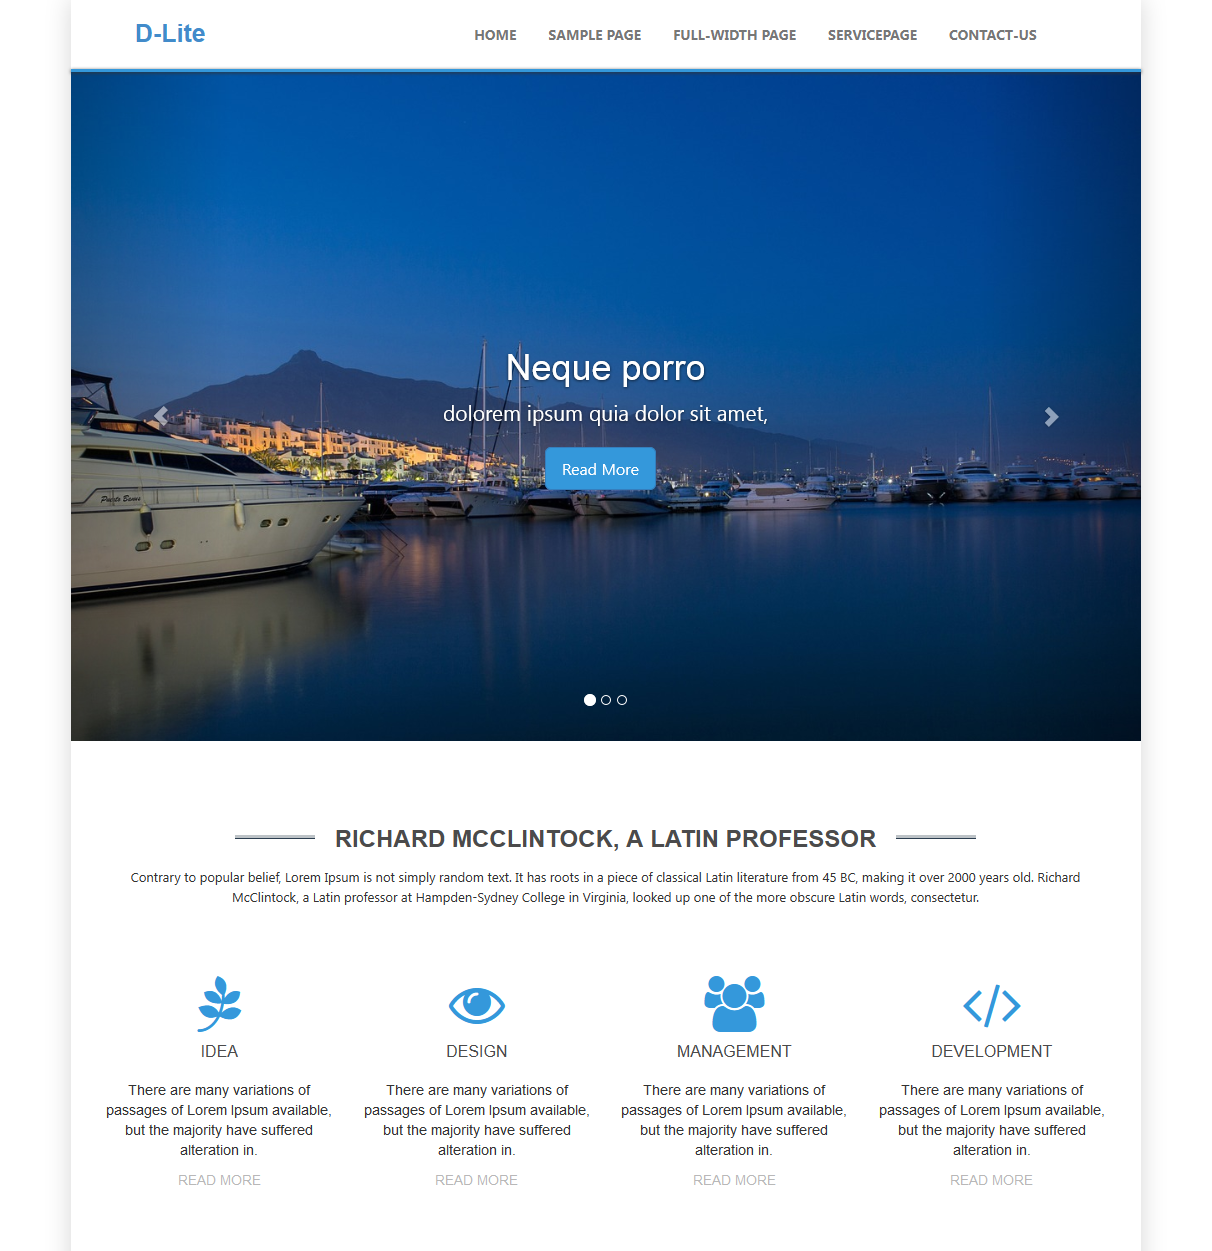 D-Lite
HOME SAMPLE PAGE FULL-WIDTH PAGE SERVICEPAGE CONTACT-US
Neque porro
dolorem ipsum quia dolor sit amet,
Read More
RICHARD MCCLINTOCK, A LATIN PROFESSOR
Contrary to popular belief, Lorem Ipsum is not simply random text. It has roots in a piece of classical Latin literature from 45 BC, making it over 2000 years old. Richard
McClintock, a Latin professor at Hampden-Sydney College in Virginia, looked up one of the more obscure Latin words, consectetur.
IDEA
There are many variations of
passages of Lorem Ipsum available,
but the majority have suffered
alteration in.
READ MORE
DESIGN
There are many variations of
passages of Lorem Ipsum available,
but the majority have suffered
alteration in.
READ MORE
MANAGEMENT
There are many variations of
passages of Lorem Ipsum available,
but the majority have suffered
alteration in.
READ MORE
DEVELOPMENT
There are many variations of
passages of Lorem Ipsum available,
but the majority have suffered
alteration in.
READ MORE